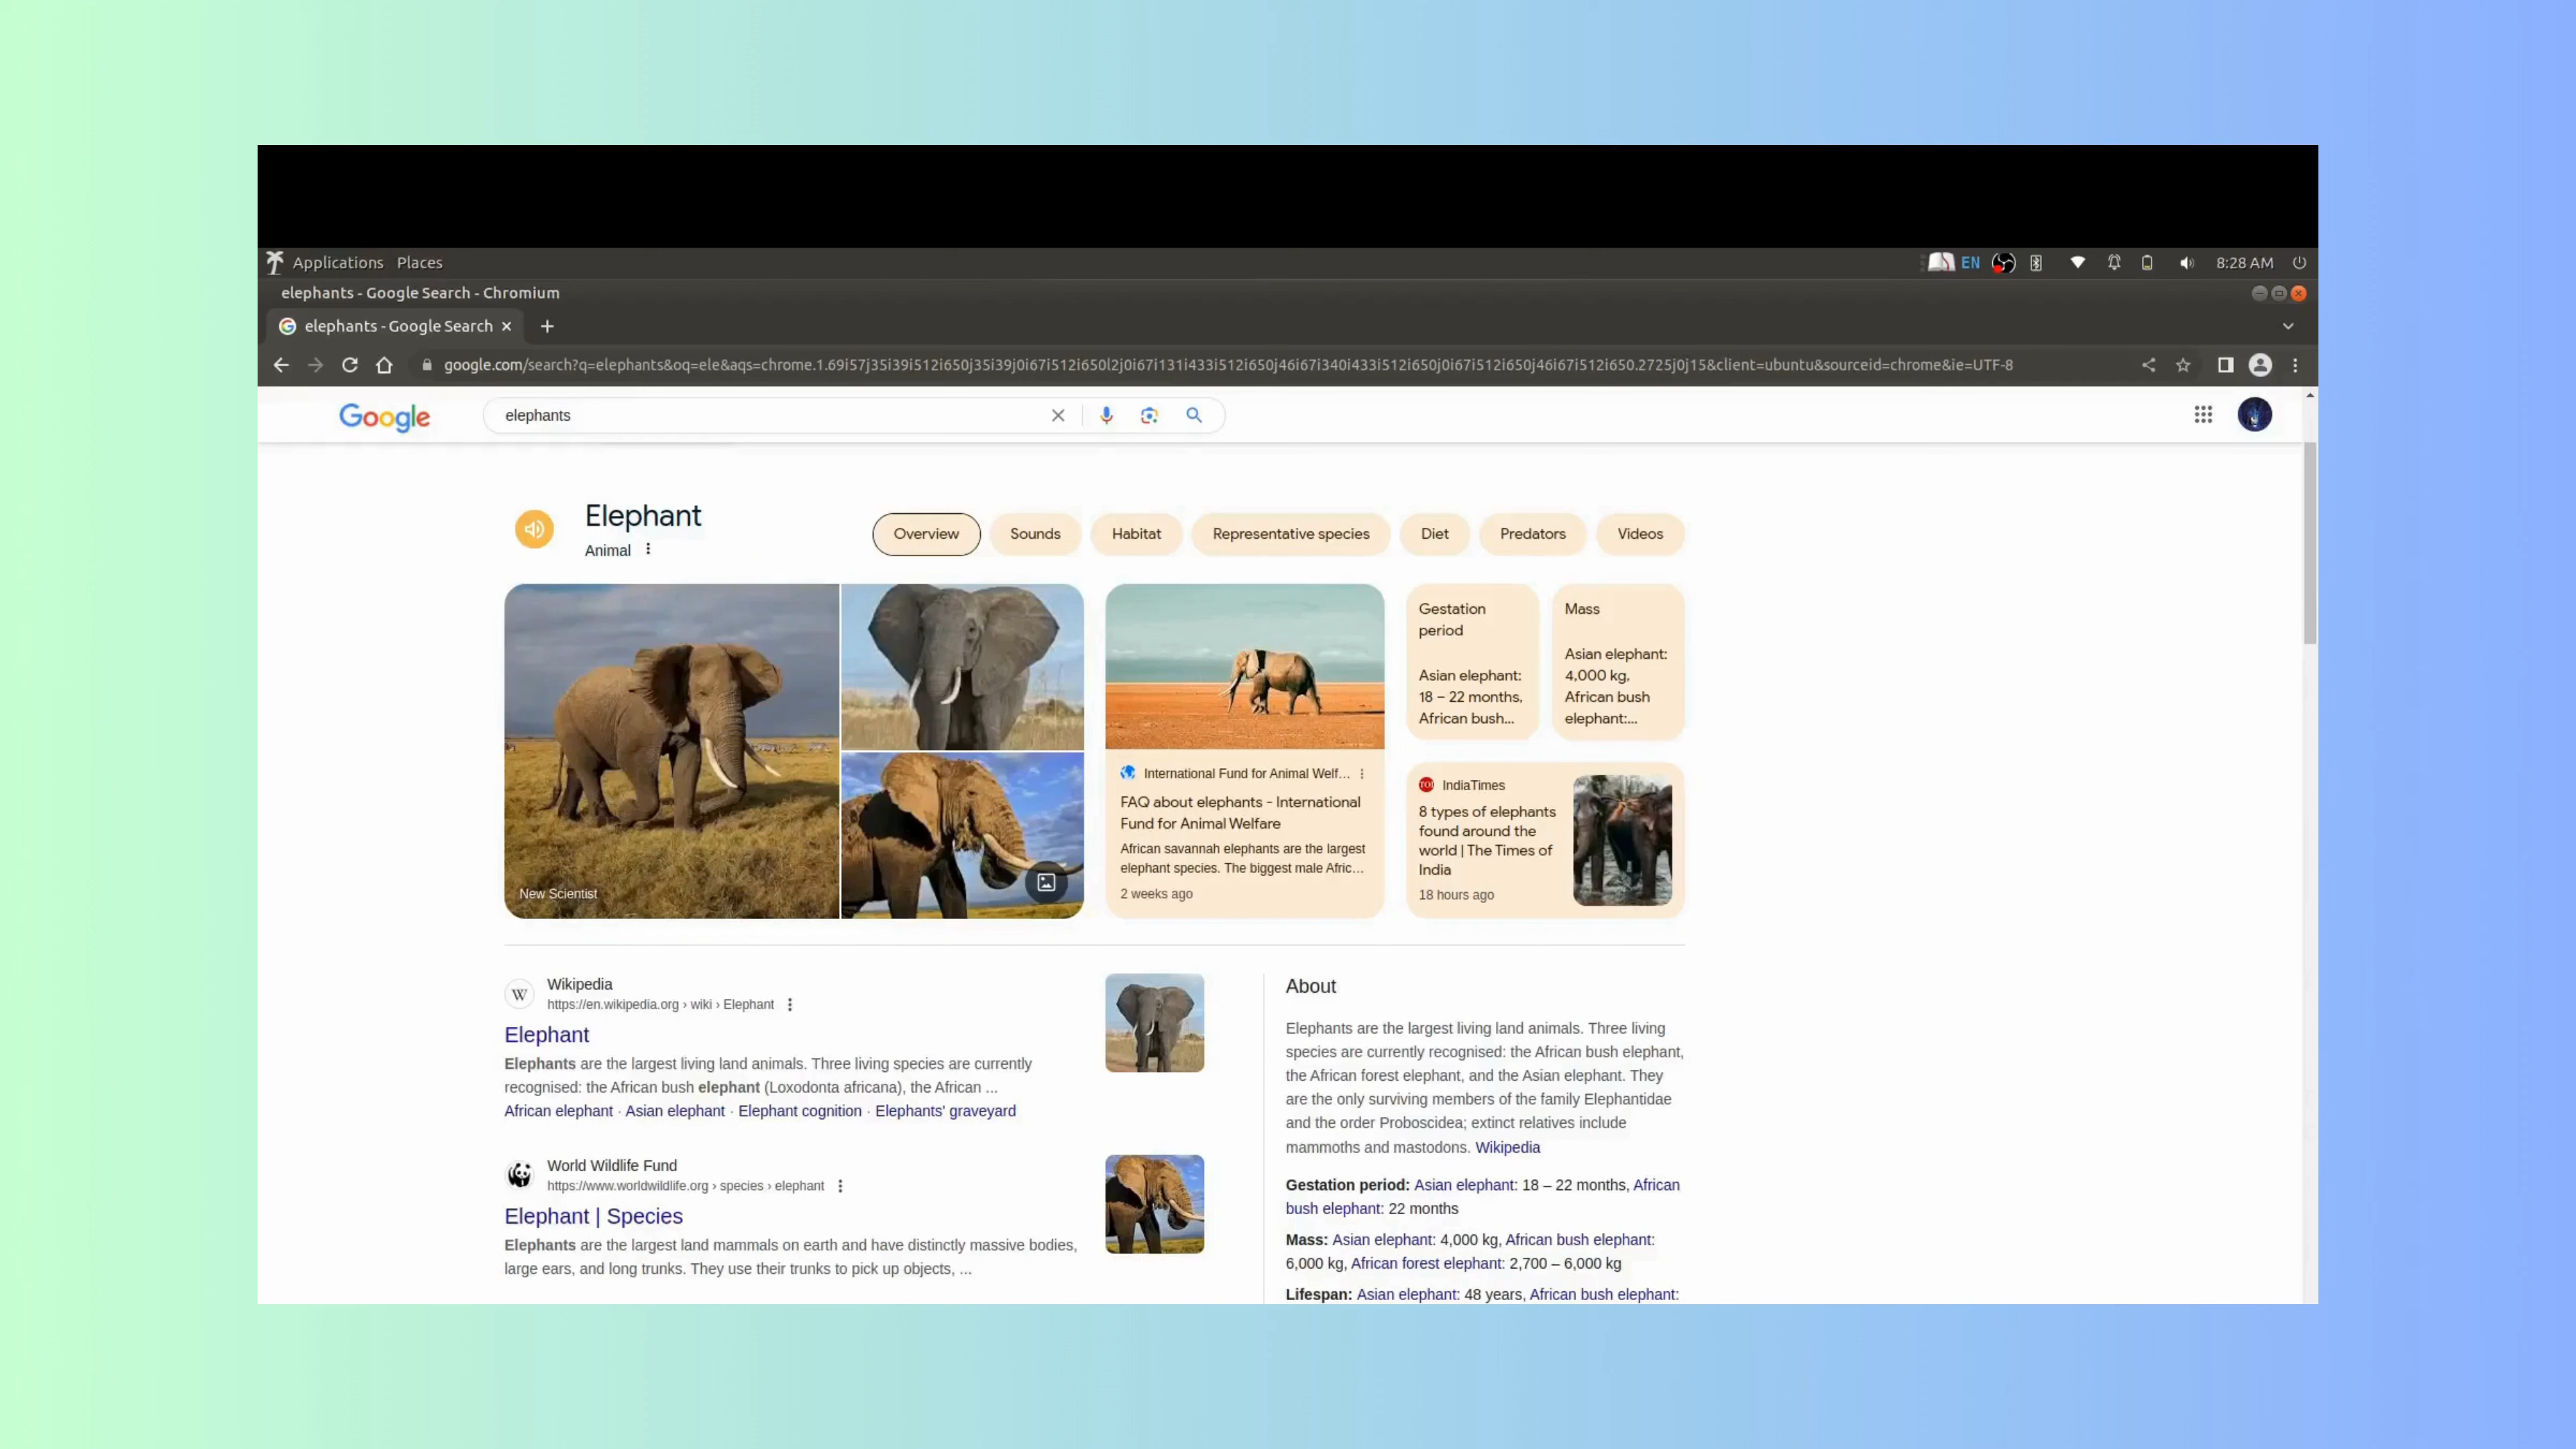 Applications Places
EN
8:28 AM
elephants - Google Search - Chromium
elephants - Google Search
google.com/search?q=elephants&oq=ele&aqs=chrome.1.69i57j35i39i512i650j35i39j0i67i512i650l2j0i67i131i433i512i650j46i67i340i433i512i650j0i67i512i650j46i67i512i650.2725j0j15&client=ubuntu&sourceid=chrome&ie=UTF-8
Google
elephants
Elephant
Animal
Overview
Sounds
Habitat
Representative species
Diet
Predators
Videos
New Scientist
International Fund for Animal Welf...
FAQ about elephants - International
Fund for Animal Welfare
African savannah elephants are the largest
elephant species. The biggest male Afric...
2 weeks ago
Gestation
period
Asian elephant:
18 – 22 months,
African bush...
Mass
Asian elephant:
4,000 kg,
African bush
elephant:...
TOI
IndiaTimes
8 types of elephants
found around the
world | The Times of
India
18 hours ago
W
Wikipedia
https://en.wikipedia.org › wiki › Elephant
Elephant
Elephants are the largest living land animals. Three living species are currently
recognised: the African bush elephant (Loxodonta africana), the African ...
African elephant · Asian elephant · Elephant cognition · Elephants' graveyard
World Wildlife Fund
https://www.worldwildlife.org › species › elephant
Elephant | Species
Elephants are the largest land mammals on earth and have distinctly massive bodies,
large ears, and long trunks. They use their trunks to pick up objects, ...
About
Elephants are the largest living land animals. Three living
species are currently recognised: the African bush elephant,
the African forest elephant, and the Asian elephant. They
are the only surviving members of the family Elephantidae
and the order Proboscidea; extinct relatives include
mammoths and mastodons. Wikipedia
Gestation period: Asian elephant: 18 – 22 months, African
bush elephant: 22 months
Mass: Asian elephant: 4,000 kg, African bush elephant:
6,000 kg, African forest elephant: 2,700 – 6,000 kg
Lifespan: Asian elephant: 48 years, African bush elephant: